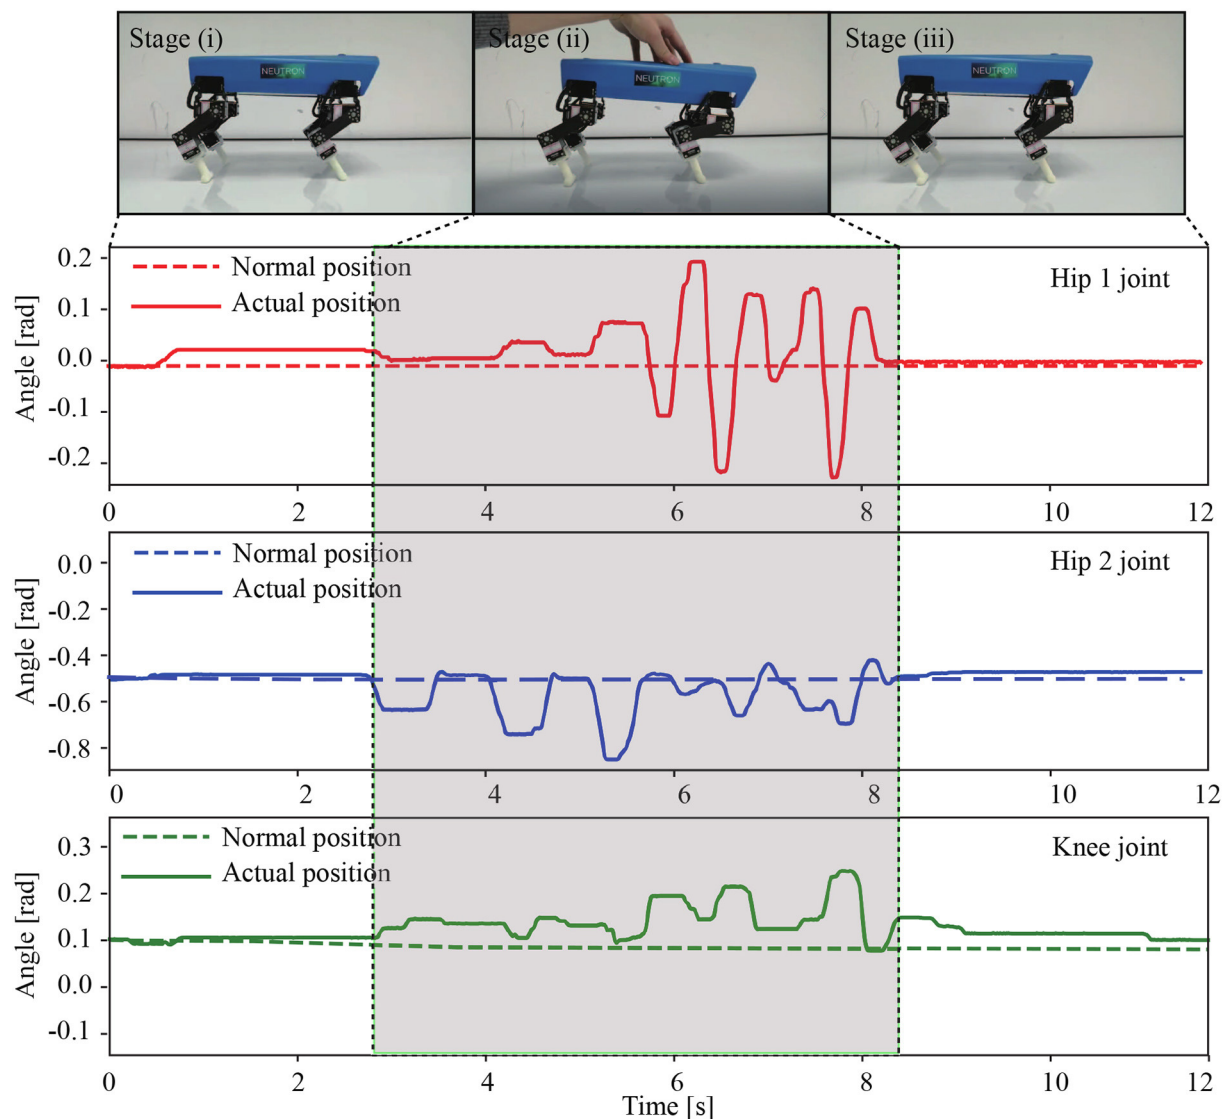 Stage (i) Stage (ii) Stage (iii)
NEUTRON NEUTRON NEUTRON
Normal position
Actual position
Hip 1 joint
Angle [rad]
0.2
0.1
0.0
-0.1
-0.2
0 2 4 6 8 10 12
Normal position
Actual position
Hip 2 joint
Angle [rad]
0.0
-0.2
-0.4
-0.6
-0.8
0 2 4 6 8 10 12
Normal position
Actual position
Knee joint
Angle [rad]
0.3
0.2
0.1
0.0
-0.1
0 2 4 6 8 10 12
Time [s]